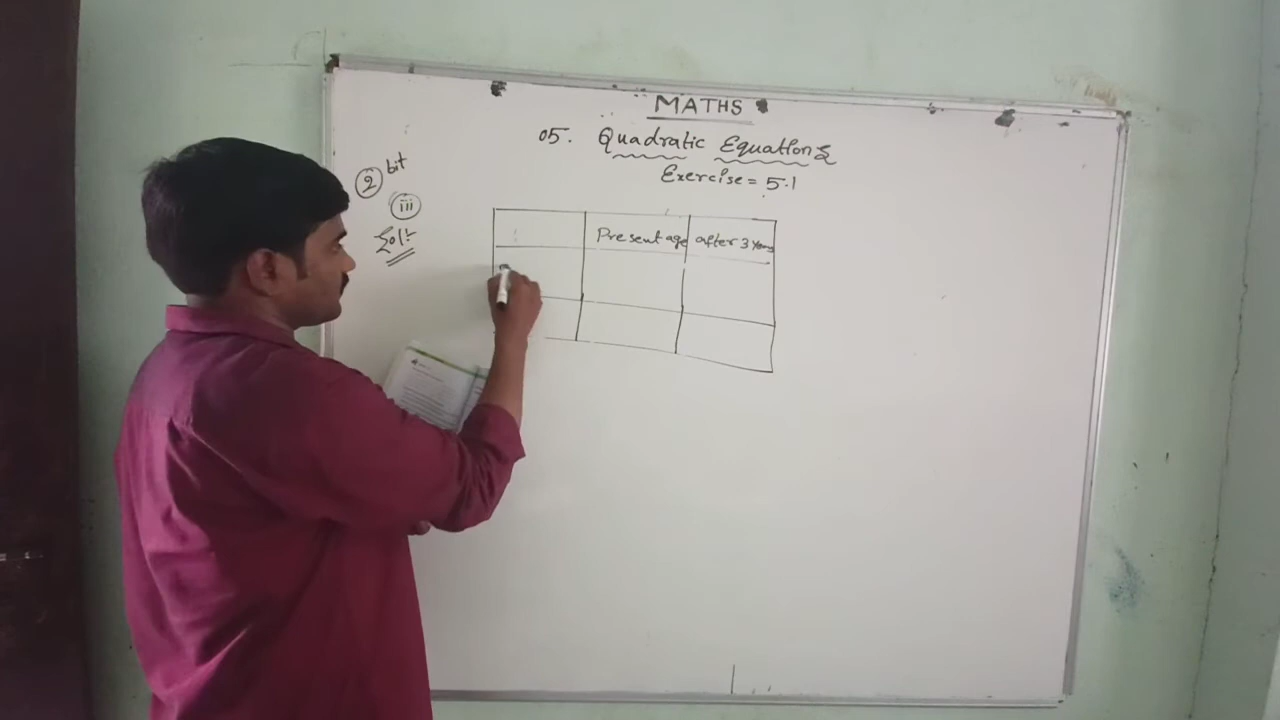 MATHS
05. Quadratic Equations
Exercise = 5.1
2 bit
iii
Sol:
Present age
after 3 Years